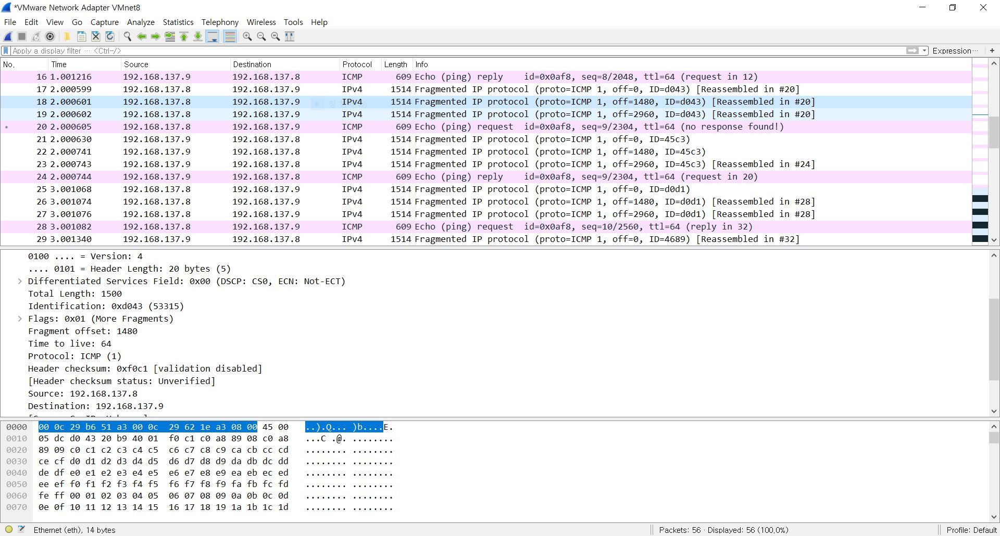 *VMware Network Adapter VMnet8
File Edit View Go Capture Analyze Statistics Telephony Wireless Tools Help
Apply a display filter ... <Ctrl-/> Expression... +
No. Time Source Destination Protocol Length Info
16 1.001216 192.168.137.9 192.168.137.8 ICMP 609 Echo (ping) reply id=0x0af8, seq=8/2048, ttl=64 (request in 12)
17 2.000599 192.168.137.8 192.168.137.9 IPv4 1514 Fragmented IP protocol (proto=ICMP 1, off=0, ID=d043) [Reassembled in #20]
18 2.000601 192.168.137.8 192.168.137.9 IPv4 1514 Fragmented IP protocol (proto=ICMP 1, off=1480, ID=d043) [Reassembled in #20]
19 2.000602 192.168.137.8 192.168.137.9 IPv4 1514 Fragmented IP protocol (proto=ICMP 1, off=2960, ID=d043) [Reassembled in #20]
20 2.000605 192.168.137.8 192.168.137.9 ICMP 609 Echo (ping) request id=0x0af8, seq=9/2304, ttl=64 (no response found!)
21 2.000630 192.168.137.9 192.168.137.8 IPv4 1514 Fragmented IP protocol (proto=ICMP 1, off=0, ID=45c3)
22 2.000741 192.168.137.9 192.168.137.8 IPv4 1514 Fragmented IP protocol (proto=ICMP 1, off=1480, ID=45c3)
23 2.000743 192.168.137.9 192.168.137.8 IPv4 1514 Fragmented IP protocol (proto=ICMP 1, off=2960, ID=45c3) [Reassembled in #24]
24 2.000744 192.168.137.9 192.168.137.8 ICMP 609 Echo (ping) reply id=0x0af8, seq=9/2304, ttl=64 (request in 20)
25 3.001068 192.168.137.8 192.168.137.9 IPv4 1514 Fragmented IP protocol (proto=ICMP 1, off=0, ID=d0d1)
26 3.001074 192.168.137.8 192.168.137.9 IPv4 1514 Fragmented IP protocol (proto=ICMP 1, off=1480, ID=d0d1) [Reassembled in #28]
27 3.001076 192.168.137.8 192.168.137.9 IPv4 1514 Fragmented IP protocol (proto=ICMP 1, off=2960, ID=d0d1) [Reassembled in #28]
28 3.001082 192.168.137.8 192.168.137.9 ICMP 609 Echo (ping) request id=0x0af8, seq=10/2560, ttl=64 (reply in 32)
29 3.001340 192.168.137.9 192.168.137.8 IPv4 1514 Fragmented IP protocol (proto=ICMP 1, off=0, ID=4689) [Reassembled in #32]
0100 .... = Version: 4
.... 0101 = Header Length: 20 bytes (5)
Differentiated Services Field: 0x00 (DSCP: CS0, ECN: Not-ECT)
Total Length: 1500
Identification: 0xd043 (53315)
Flags: 0x01 (More Fragments)
Fragment offset: 1480
Time to live: 64
Protocol: ICMP (1)
Header checksum: 0xf0c1 [validation disabled]
[Header checksum status: Unverified]
Source: 192.168.137.8
Destination: 192.168.137.9
0000 00 0c 29 b6 51 a3 00 0c 29 62 1e a3 08 00 45 00 ..).Q... )b....E.
0010 05 dc d0 43 20 b9 40 01 f0 c1 c0 a8 89 08 c0 a8 ...C .@. ........
0020 89 09 c0 c1 c2 c3 c4 c5 c6 c7 c8 c9 ca cb cc cd ........ ........
0030 ce cf d0 d1 d2 d3 d4 d5 d6 d7 d8 d9 da db dc dd ........ ........
0040 de df e0 e1 e2 e3 e4 e5 e6 e7 e8 e9 ea eb ec ed ........ ........
0050 ee ef f0 f1 f2 f3 f4 f5 f6 f7 f8 f9 fa fb fc fd ........ ........
0060 fe ff 00 01 02 03 04 05 06 07 08 09 0a 0b 0c 0d ........ ........
0070 0e 0f 10 11 12 13 14 15 16 17 18 19 1a 1b 1c 1d ........ ........
Ethernet (eth), 14 bytes Packets: 56 · Displayed: 56 (100.0%) Profile: Default